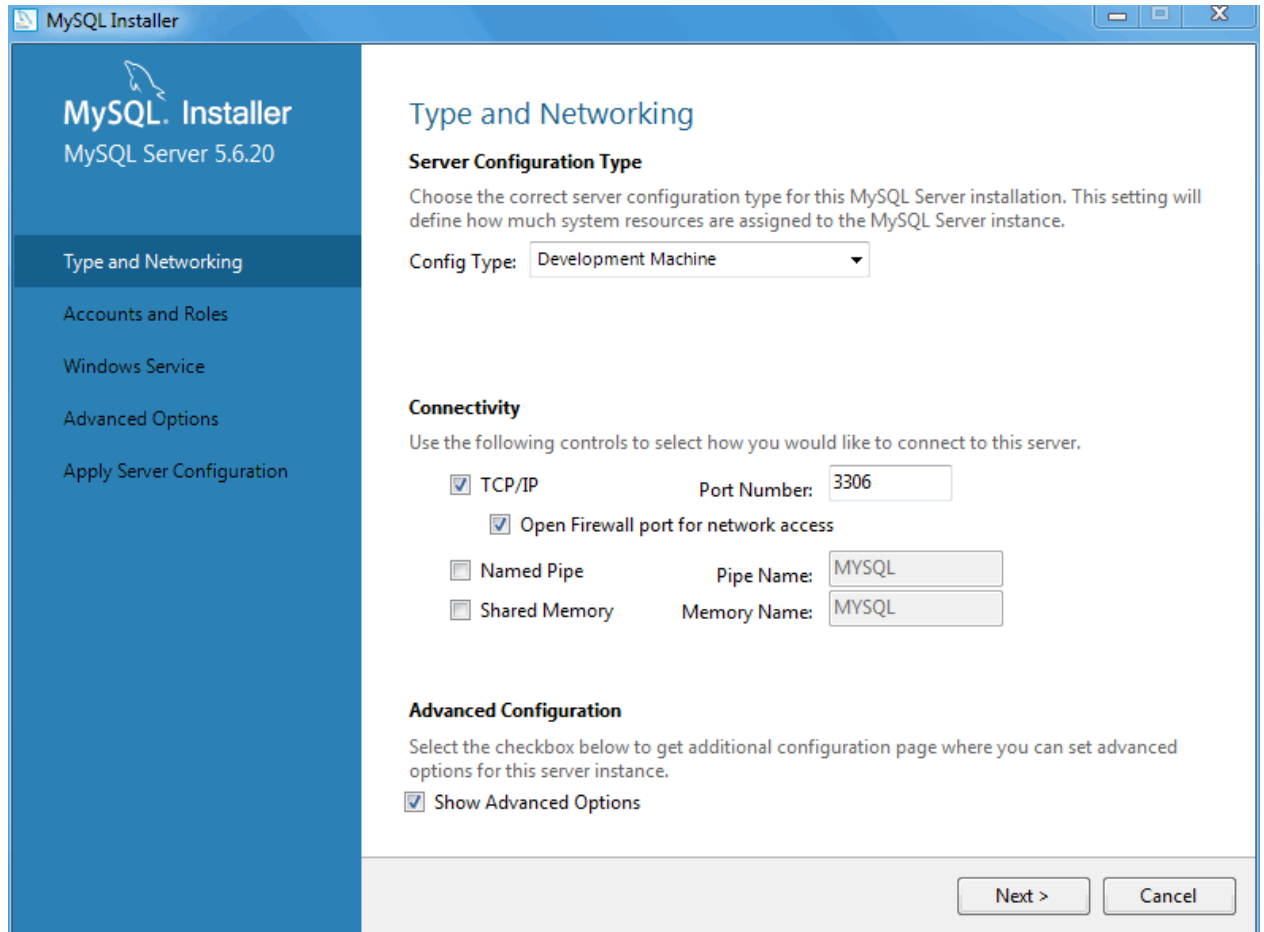 MySQL Installer
MySQL. Installer
MySQL Server 5.6.20
Type and Networking
Accounts and Roles
Windows Service
Advanced Options
Apply Server Configuration
Type and Networking
Server Configuration Type
Choose the correct server configuration type for this MySQL Server installation. This setting will
define how much system resources are assigned to the MySQL Server instance.
Config Type: Development Machine
Connectivity
Use the following controls to select how you would like to connect to this server.
TCP/IP Port Number: 3306
Open Firewall port for network access
Named Pipe Pipe Name: MYSQL
Shared Memory Memory Name: MYSQL
Advanced Configuration
Select the checkbox below to get additional configuration page where you can set advanced
options for this server instance.
Show Advanced Options
Next > Cancel